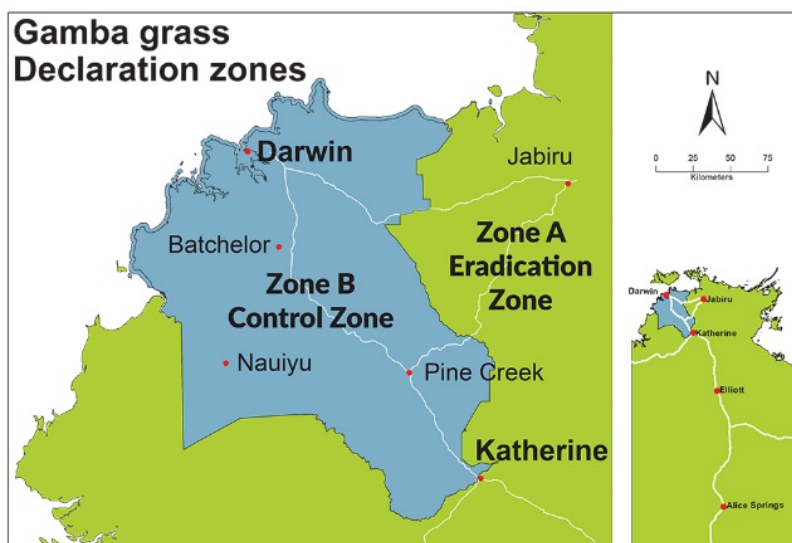 Gamba grass
Declaration zones
N
0 25 50 75
Kilometers
Darwin
Jabiru
Batchelor
Zone A
Eradication
Zone
Zone B
Control Zone
Nauiyu
Pine Creek
Katherine
Darwin
Jabiru
Katherine
Elliott
Alice Springs